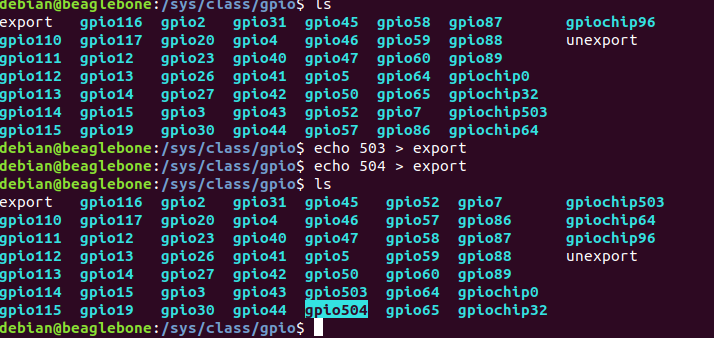 debian@beaglebone:/sys/class/gpio$ ls
export gpio116 gpio2 gpio31 gpio45 gpio58 gpio87 gpiochip96
gpio110 gpio117 gpio20 gpio4 gpio46 gpio59 gpio88 unexport
gpio111 gpio12 gpio23 gpio40 gpio47 gpio60 gpio89
gpio112 gpio13 gpio26 gpio41 gpio5 gpio64 gpiochip0
gpio113 gpio14 gpio27 gpio42 gpio50 gpio65 gpiochip32
gpio114 gpio15 gpio3 gpio43 gpio52 gpio7 gpiochip503
gpio115 gpio19 gpio30 gpio44 gpio57 gpio86 gpiochip64
debian@beaglebone:/sys/class/gpio$ echo 503 > export
debian@beaglebone:/sys/class/gpio$ echo 504 > export
debian@beaglebone:/sys/class/gpio$ ls
export gpio116 gpio2 gpio31 gpio45 gpio52 gpio7 gpiochip503
gpio110 gpio117 gpio20 gpio4 gpio46 gpio57 gpio86 gpiochip64
gpio111 gpio12 gpio23 gpio40 gpio47 gpio58 gpio87 gpiochip96
gpio112 gpio13 gpio26 gpio41 gpio5 gpio59 gpio88 unexport
gpio113 gpio14 gpio27 gpio42 gpio50 gpio60 gpio89
gpio114 gpio15 gpio3 gpio43 gpio503 gpio64 gpiochip0
gpio115 gpio19 gpio30 gpio44 gpio504 gpio65 gpiochip32
debian@beaglebone:/sys/class/gpio$